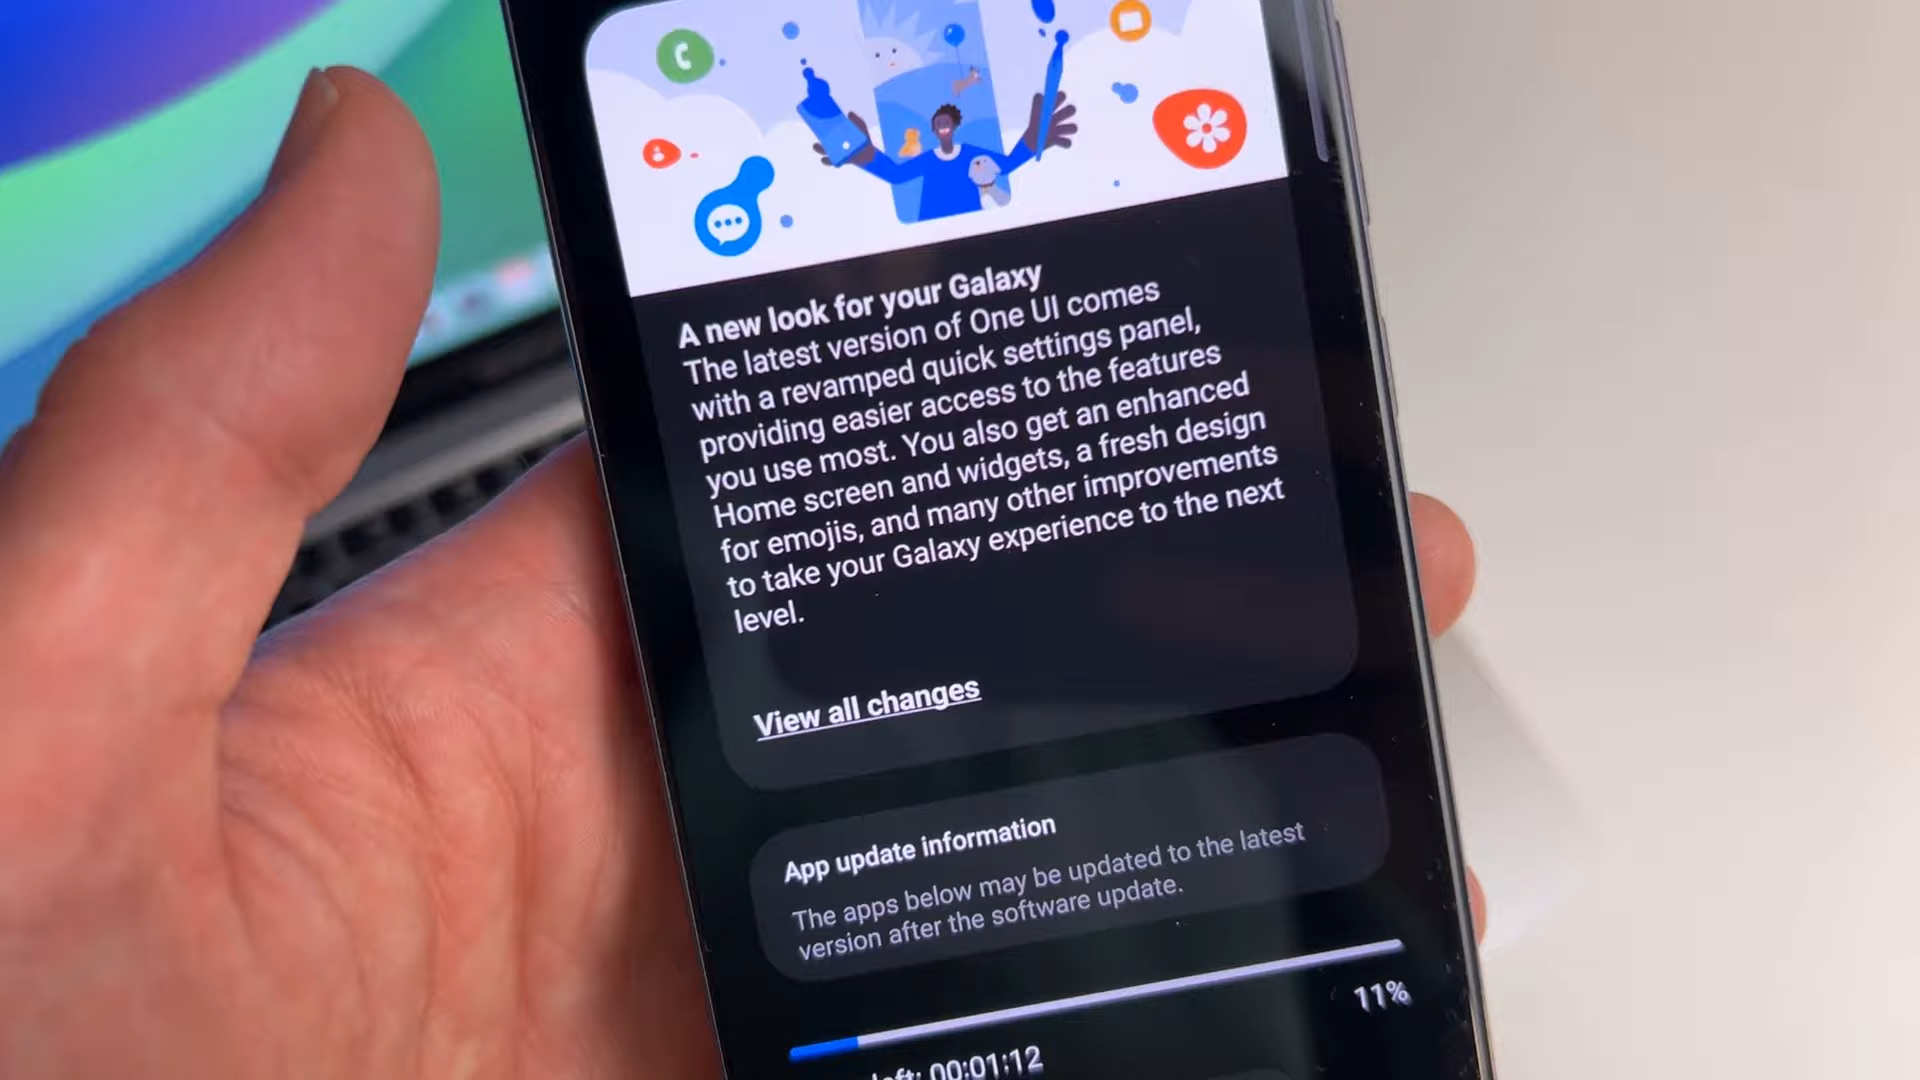 A new look for your Galaxy
The latest version of One UI comes
with a revamped quick settings panel,
providing easier access to the features
you use most. You also get an enhanced
Home screen and widgets, a fresh design
for emojis, and many other improvements
to take your Galaxy experience to the next
level.
View all changes
App update information
The apps below may be updated to the latest
version after the software update.
11%
left: 00:01:12